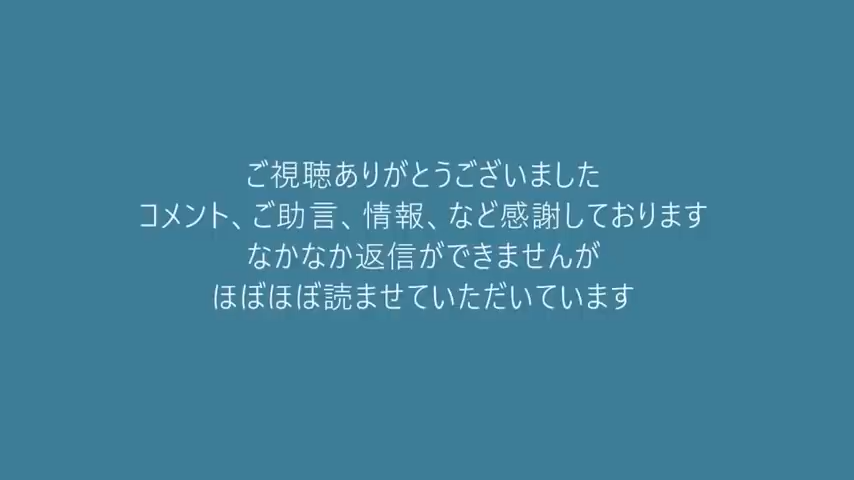 ご視聴ありがとうございました
コメント、ご助言、情報、など感謝しております
なかなか返信ができませんが
ほぼほぼ読ませていただいています